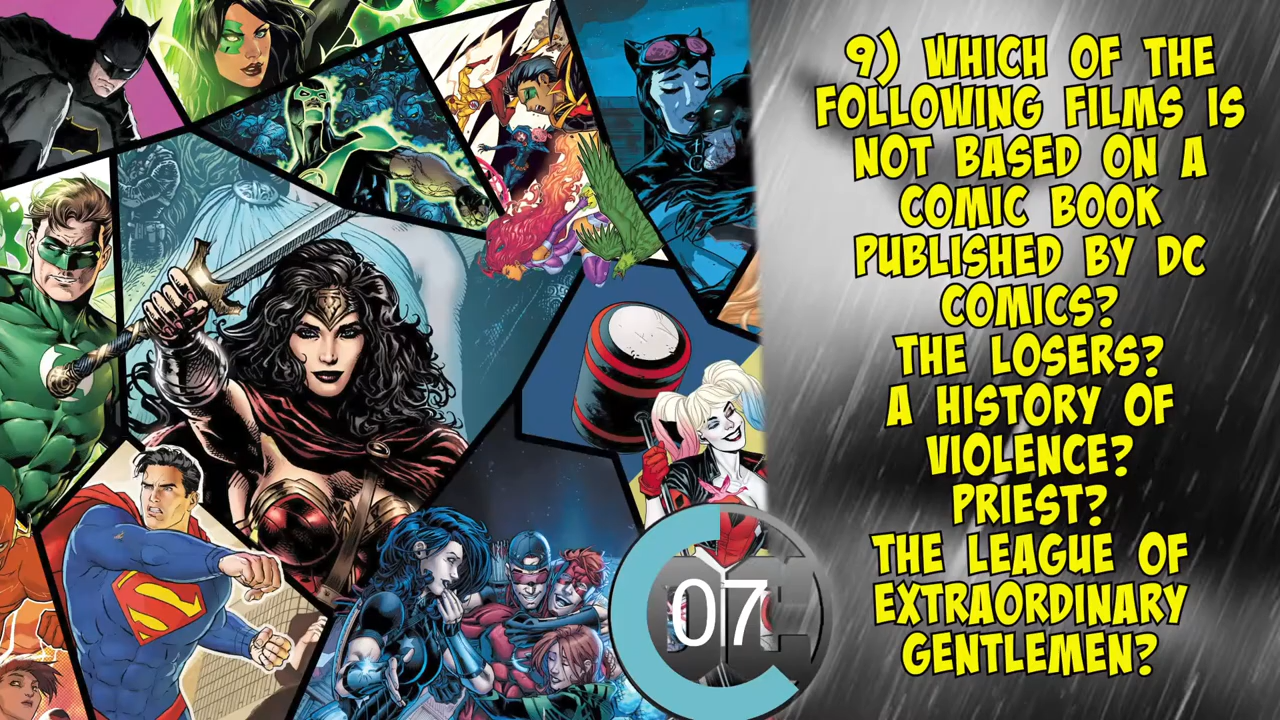 9) WHICH OF THE
FOLLOWING FILMS IS
NOT BASED ON A
COMIC BOOK
PUBLISHED BY DC
COMICS?
THE LOSERS?
A HISTORY OF
VIOLENCE?
PRIEST?
THE LEAGUE OF
EXTRAORDINARY
GENTLEMEN?
07